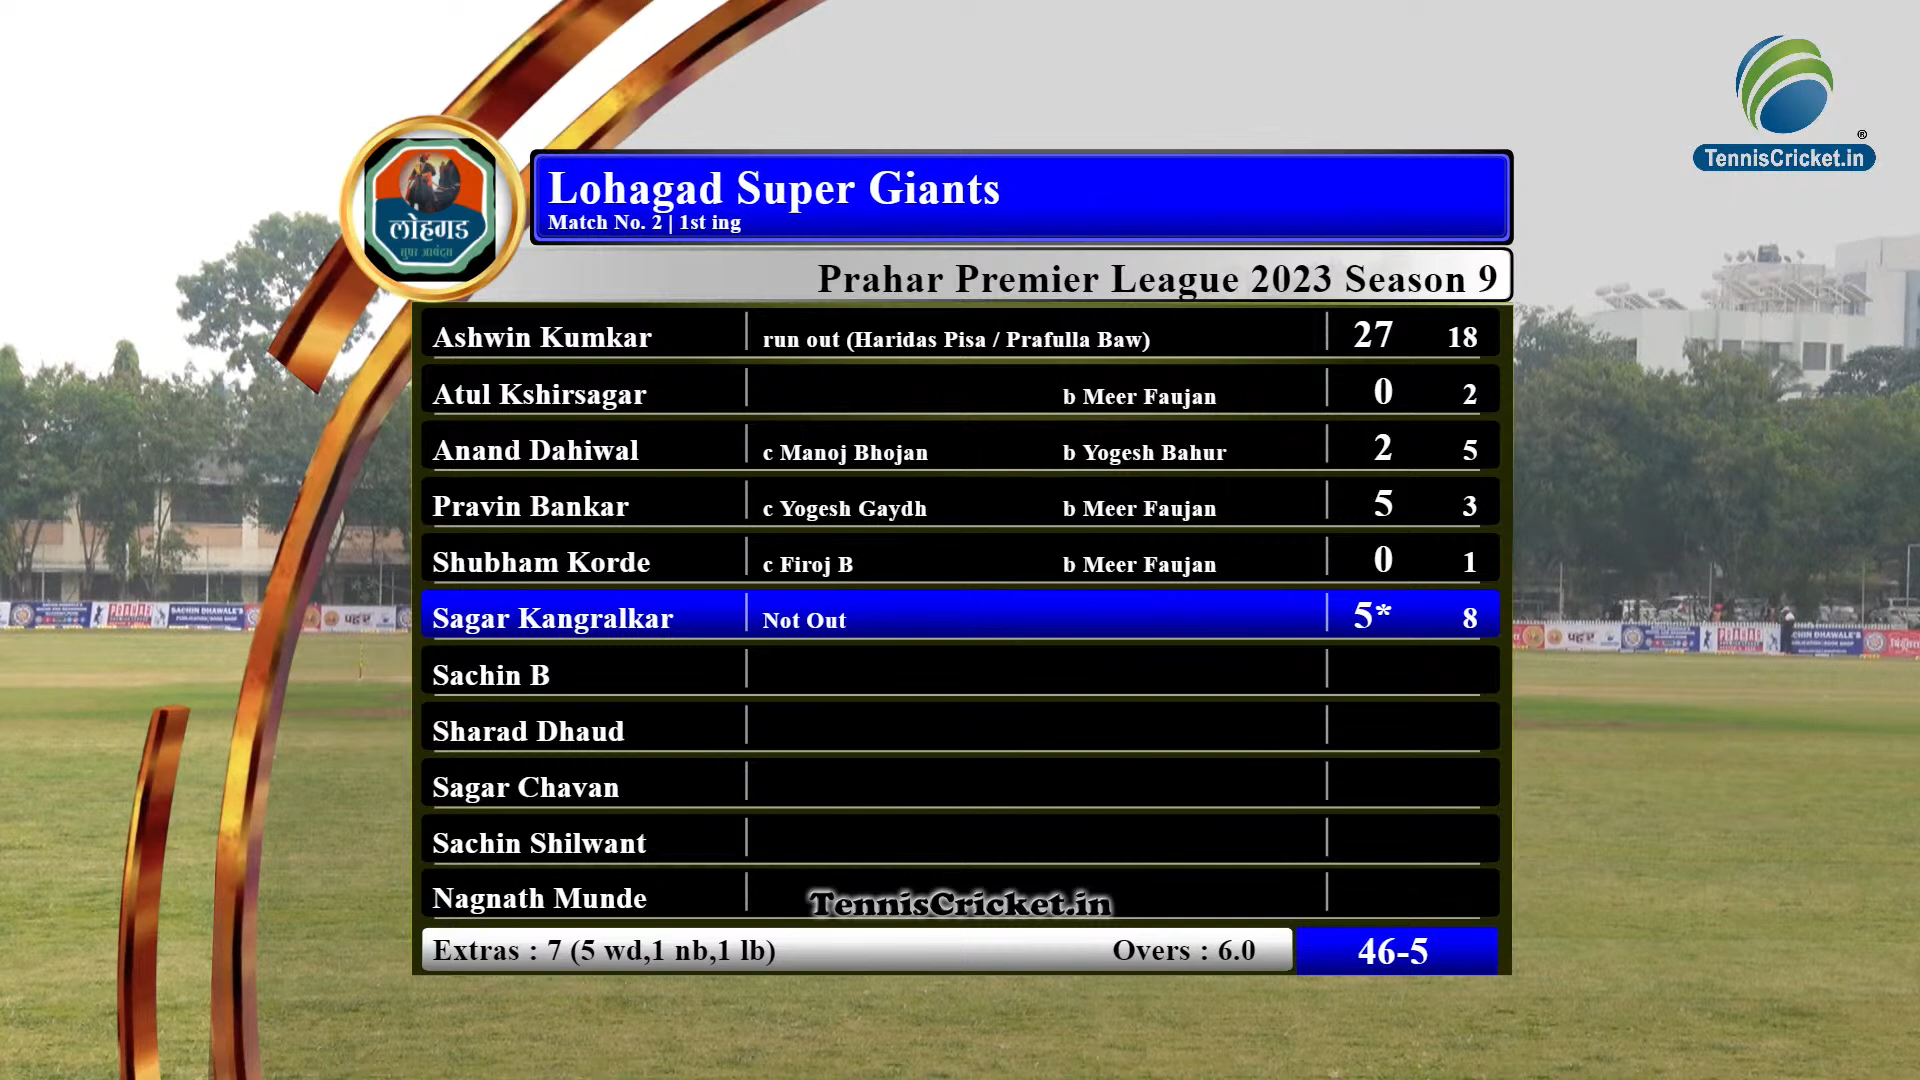 TennisCricket.in
®
लोहगड
Lohagad Super Giants
Match No. 2 | 1st ing
Prahar Premier League 2023 Season 9
Ashwin Kumkar run out (Haridas Pisa / Prafulla Baw) 27 18
Atul Kshirsagar b Meer Faujan 0 2
Anand Dahiwal c Manoj Bhojan b Yogesh Bahur 2 5
Pravin Bankar c Yogesh Gaydh b Meer Faujan 5 3
Shubham Korde c Firoj B b Meer Faujan 0 1
Sagar Kangralkar Not Out 5* 8
Sachin B
Sharad Dhaud
Sagar Chavan
Sachin Shilwant
Nagnath Munde
TennisCricket.in
Extras : 7 (5 wd,1 nb,1 lb) Overs : 6.0 46-5